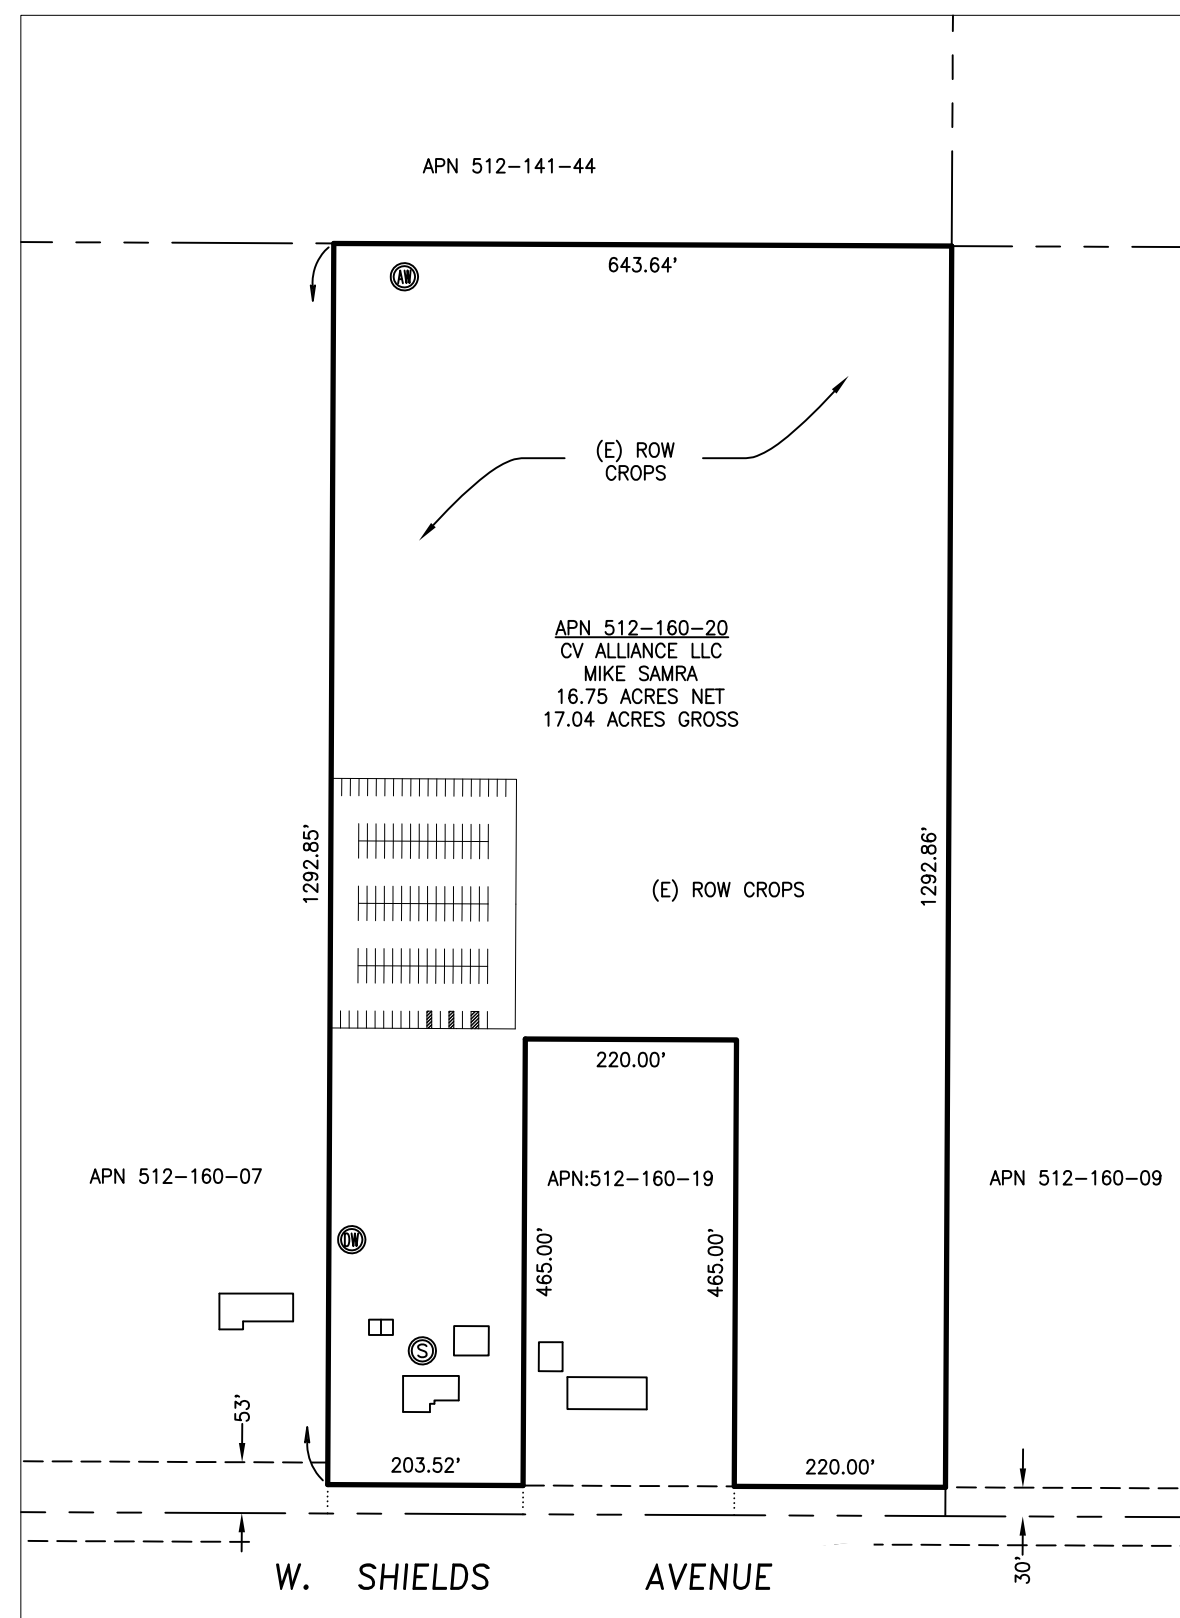 APN 512-141-44
643.64'
AW
(E) ROW
CROPS
APN 512-160-20
CV ALLIANCE LLC
MIKE SAMRA
16.75 ACRES NET
17.04 ACRES GROSS
1292.85'
1292.86'
(E) ROW CROPS
220.00'
APN 512-160-07
APN:512-160-19
APN 512-160-09
DW
465.00'
465.00'
S
53'
203.52'
220.00'
30'
W. SHIELDS AVENUE